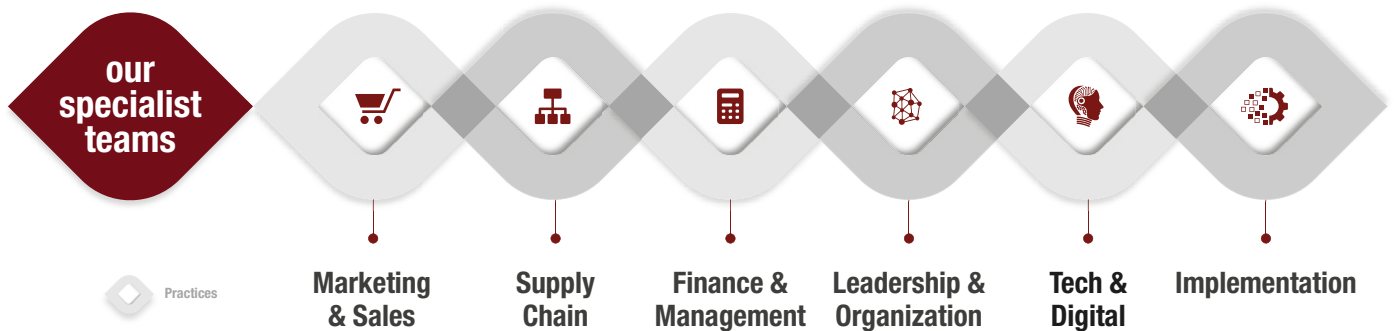 our
specialist
teams
Practices
Marketing
& Sales
Supply
Chain
Finance &
Management
Leadership &
Organization
Tech &
Digital
Implementation